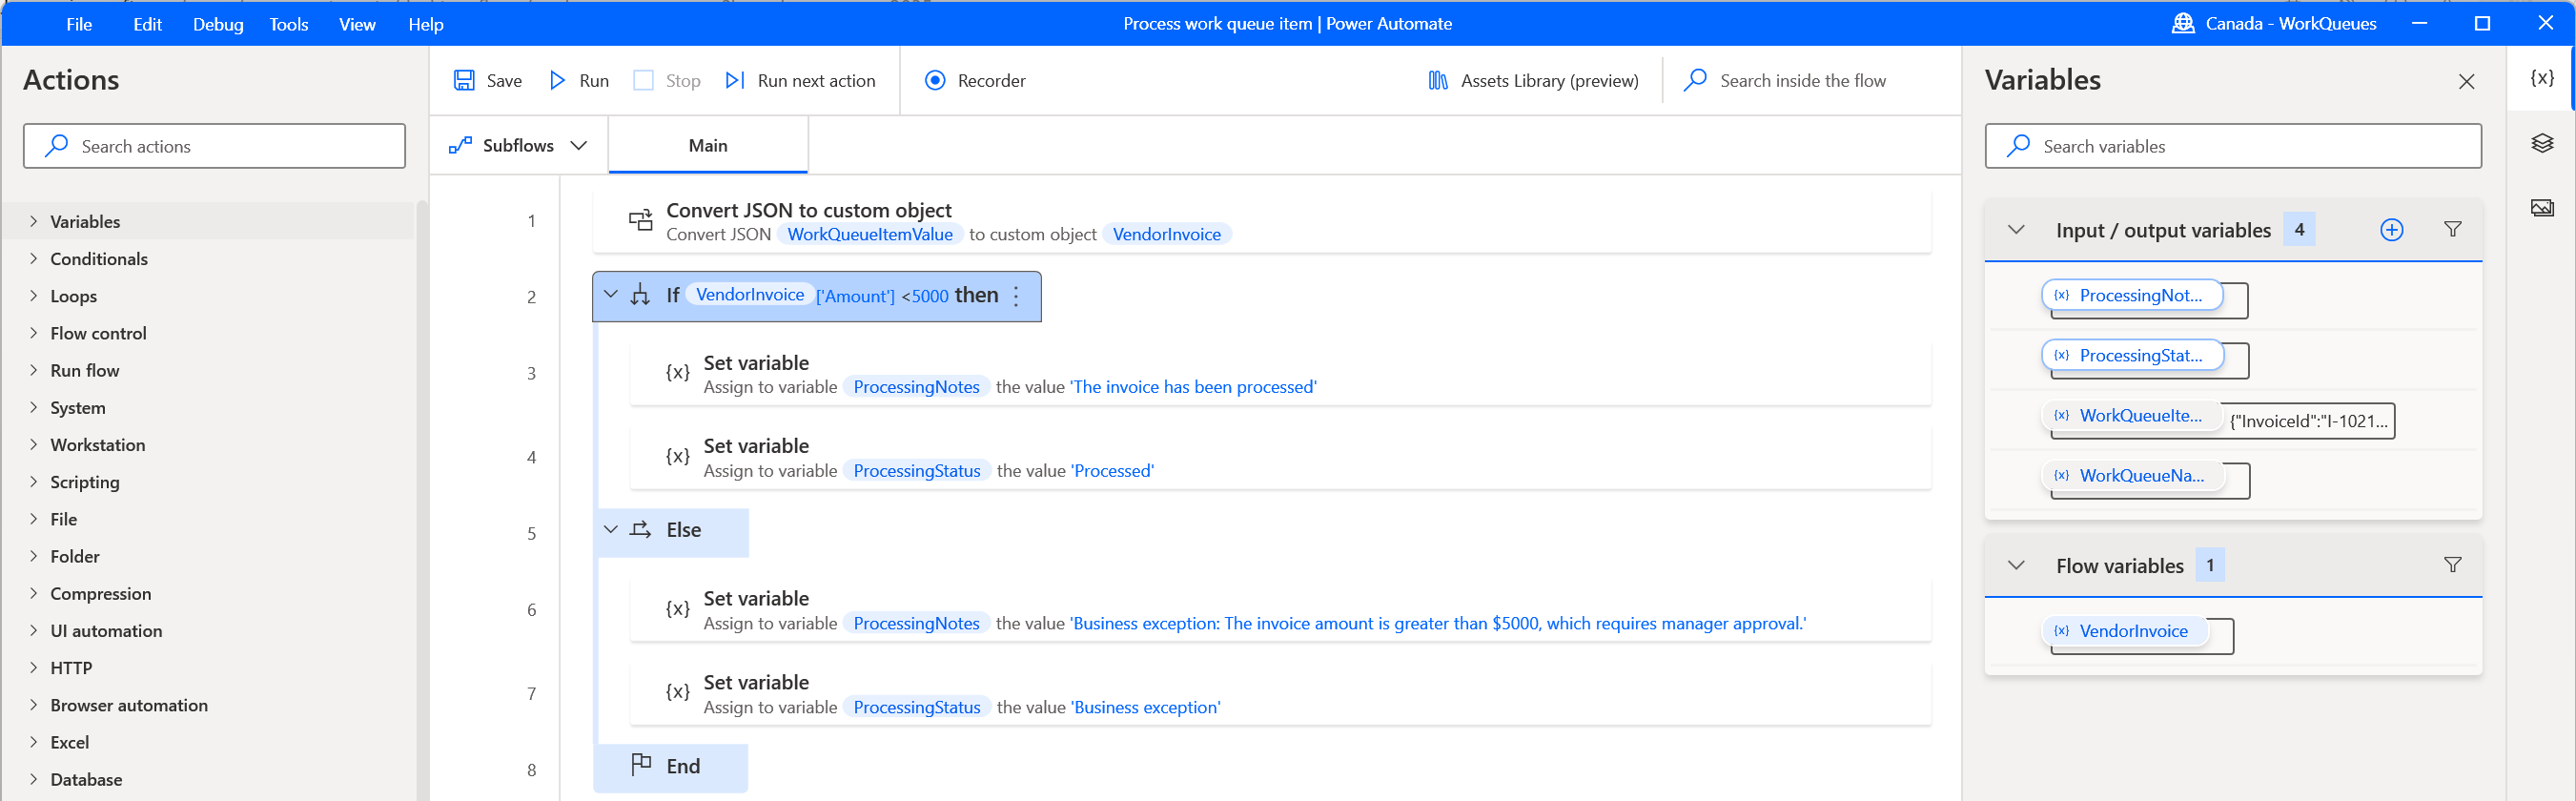 File Edit Debug Tools View Help Process work queue item | Power Automate Canada - WorkQueues
Actions
Search actions
Variables
Conditionals
Loops
Flow control
Run flow
System
Workstation
Scripting
File
Folder
Compression
UI automation
HTTP
Browser automation
Excel
Database
Save Run Stop Run next action Recorder Assets Library (preview) Search inside the flow
Subflows Main
1 Convert JSON to custom object
Convert JSON WorkQueueItemValue to custom object VendorInvoice
2 If VendorInvoice ['Amount'] <5000 then
3 {x} Set variable
Assign to variable ProcessingNotes the value 'The invoice has been processed'
4 {x} Set variable
Assign to variable ProcessingStatus the value 'Processed'
5 Else
6 {x} Set variable
Assign to variable ProcessingNotes the value 'Business exception: The invoice amount is greater than $5000, which requires manager approval.'
7 {x} Set variable
Assign to variable ProcessingStatus the value 'Business exception'
8 End
Variables
{x}
Search variables
Input / output variables 4
{x} ProcessingNot...
{x} ProcessingStat...
{x} WorkQueueIte... {"InvoiceId":"I-1021...
{x} WorkQueueNa...
Flow variables 1
{x} VendorInvoice